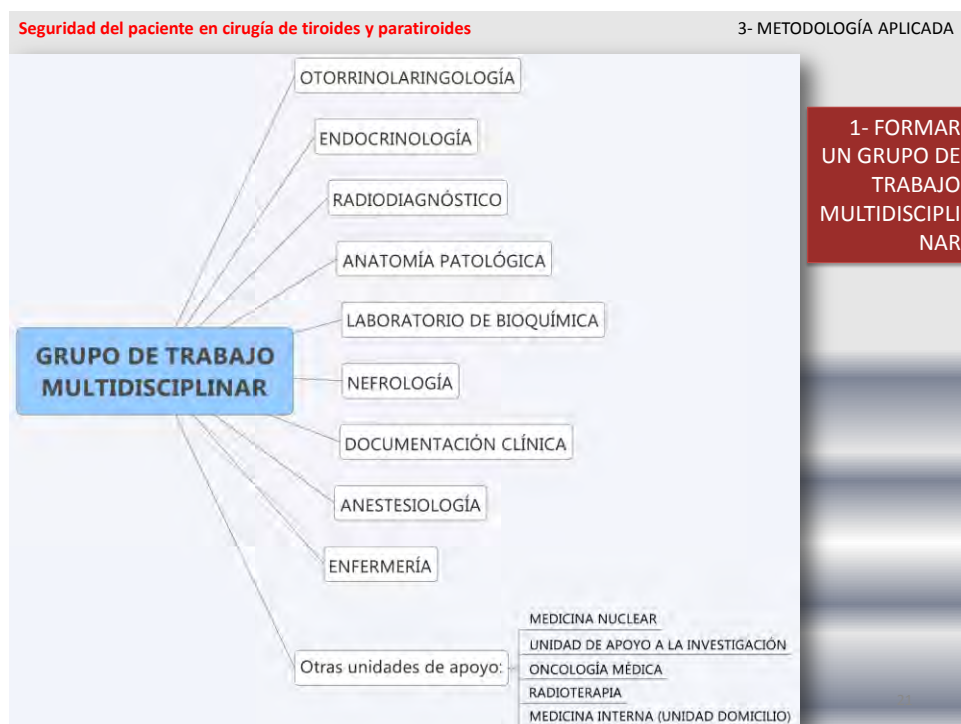 Seguridad del paciente en cirugía de tiroides y paratiroides
3- METODOLOGÍA APLICADA
1- FORMAR
UN GRUPO DE
TRABAJO
MULTIDISCIPLI
NAR
GRUPO DE TRABAJO
MULTIDISCIPLINAR
OTORRINOLARINGOLOGÍA
ENDOCRINOLOGÍA
RADIODIAGNÓSTICO
ANATOMÍA PATOLÓGICA
LABORATORIO DE BIOQUÍMICA
NEFROLOGÍA
DOCUMENTACIÓN CLÍNICA
ANESTESIOLOGÍA
ENFERMERÍA
Otras unidades de apoyo:
MEDICINA NUCLEAR
UNIDAD DE APOYO A LA INVESTIGACIÓN
ONCOLOGÍA MÉDICA
RADIOTERAPIA
MEDICINA INTERNA (UNIDAD DOMICILIO)